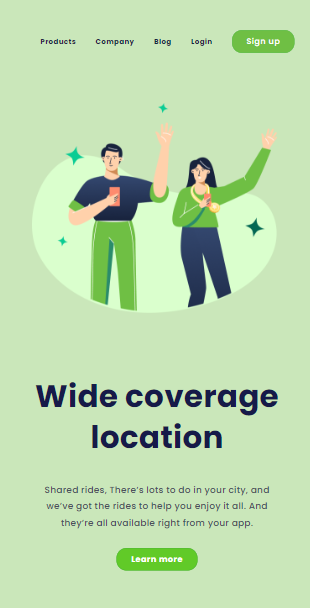 Products Company Blog Login Sign up
Wide coverage
location
Shared rides, There's lots to do in your city, and
we've got the rides to help you enjoy it all. And
they're all available right from your app.
Learn more